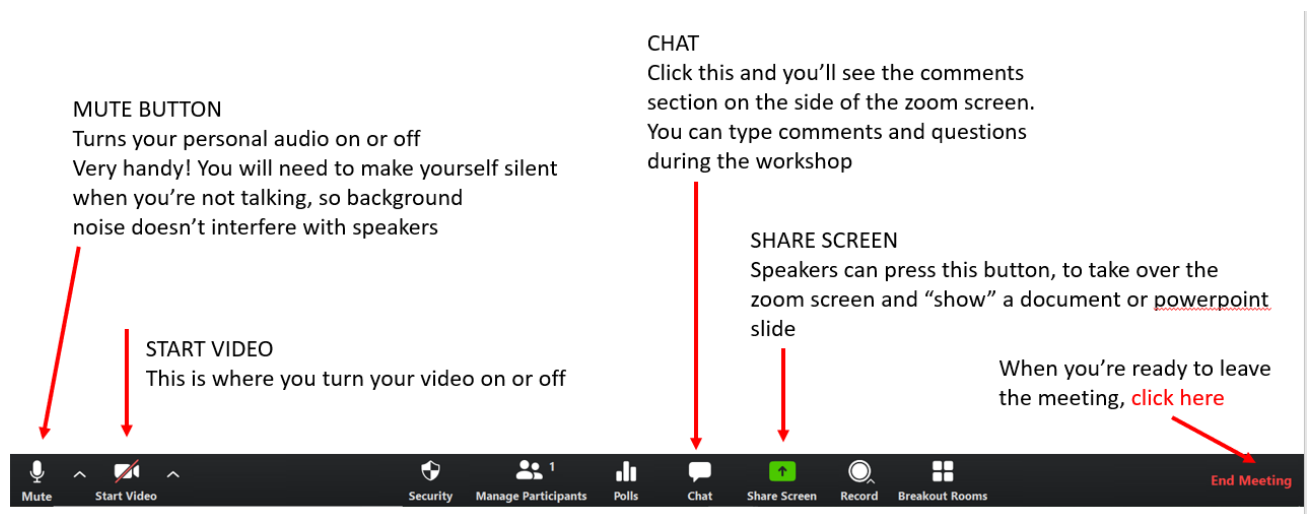 MUTE BUTTON
Turns your personal audio on or off
Very handy! You will need to make yourself silent
when you’re not talking, so background
noise doesn’t interfere with speakers
START VIDEO
This is where you turn your video on or off
CHAT
Click this and you’ll see the comments
section on the side of the zoom screen.
You can type comments and questions
during the workshop
SHARE SCREEN
Speakers can press this button, to take over the
zoom screen and “show” a document or powerpoint
slide
When you’re ready to leave
the meeting, click here
1
Mute Start Video Security Manage Participants Polls Chat Share Screen Record Breakout Rooms End Meeting